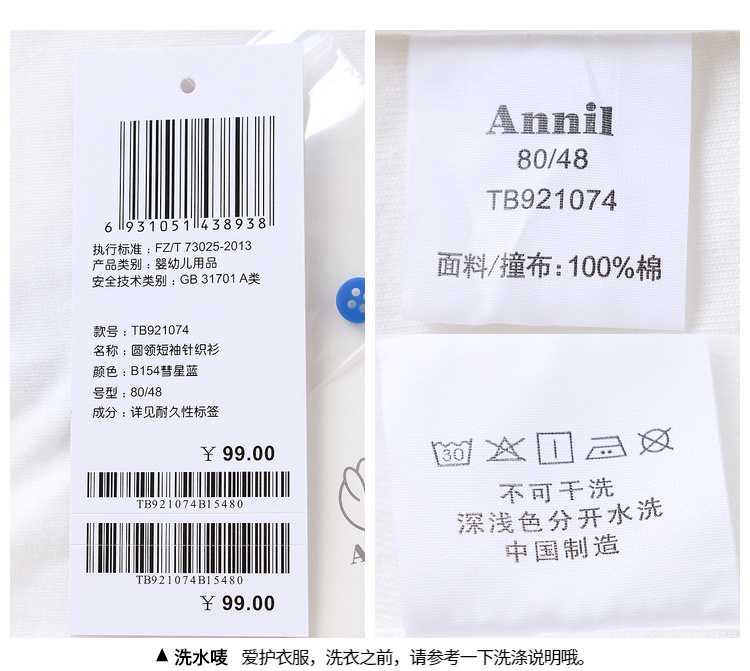 6 931051 438938
执行标准：FZ/T 73025-2013
产品类别：婴幼儿用品
安全技术类别：GB 31701 A类
款号：TB921074
名称：圆领短袖针织衫
颜色：B154彗星蓝
号型：80/48
成分：详见耐久性标签
￥ 99.00
TB921074B15480
TB921074B15480
￥ 99.00
Annil
80/48
TB921074
面料/撞布：100%棉
30
不可干洗
深浅色分开水洗
中国制造
▲ 洗水唛 爱护衣服，洗衣之前，请参考一下洗涤说明哦。